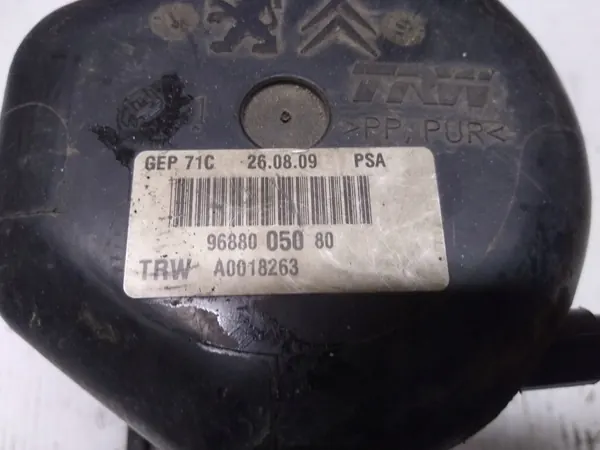 TRW
>PP, PUR<
GEP 71C 26.08.09 PSA
96880 050 80
TRW A0018263